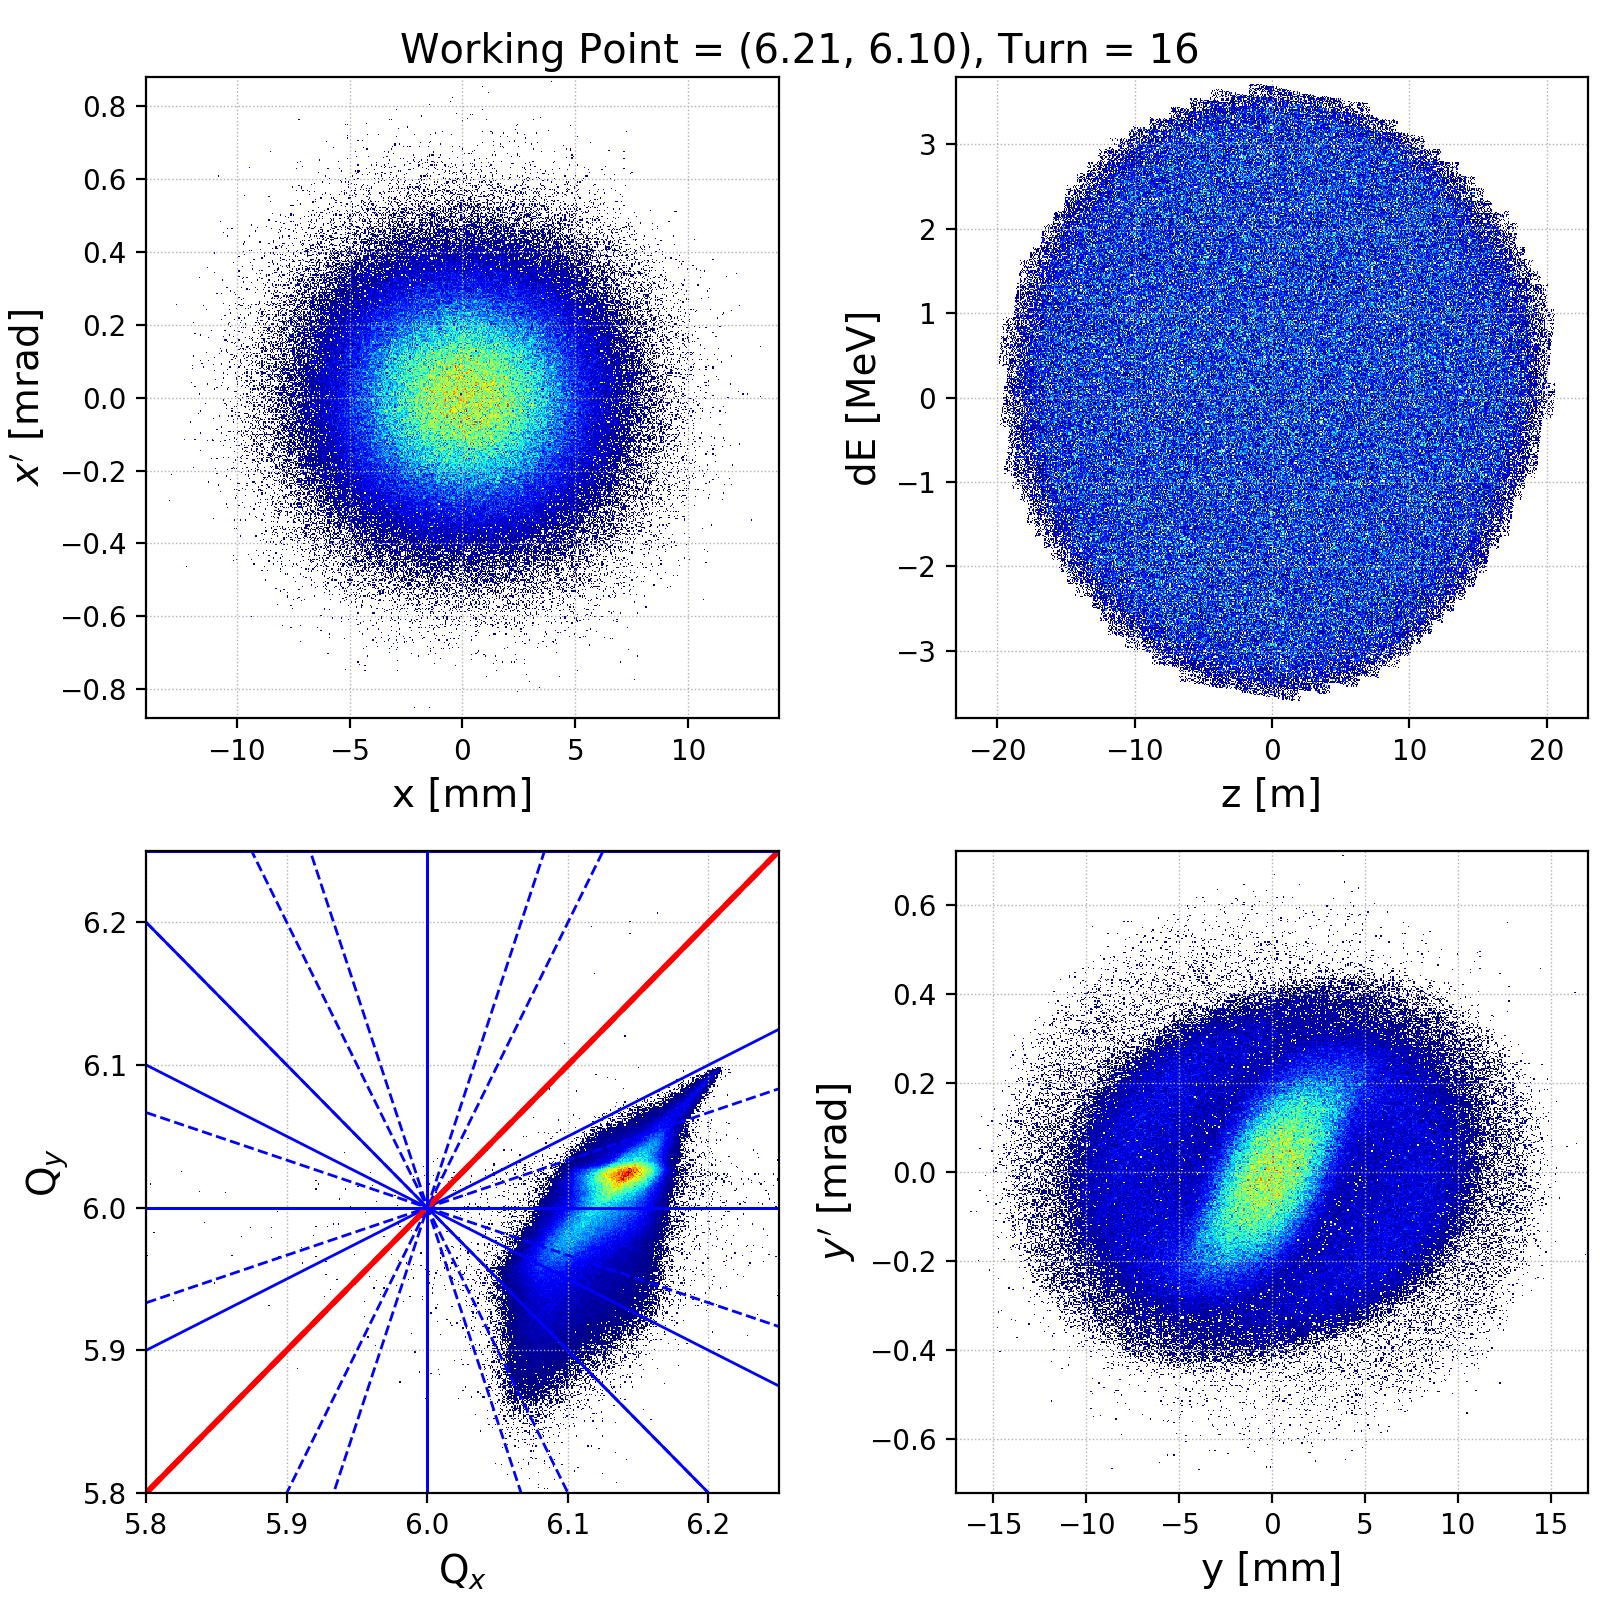 Working Point = (6.21, 6.10), Turn = 16
0.8
0.6
0.4
0.2
0.0
−0.2
−0.4
−0.6
−0.8
x′ [mrad]
−10 −5 0 5 10
x [mm]
3
2
1
0
−1
−2
−3
dE [MeV]
−20 −10 0 10 20
z [m]
6.2
6.1
6.0
5.9
5.8
Qy
5.8 5.9 6.0 6.1 6.2
Qx
0.6
0.4
0.2
0.0
−0.2
−0.4
−0.6
y′ [mrad]
−15 −10 −5 0 5 10 15
y [mm]